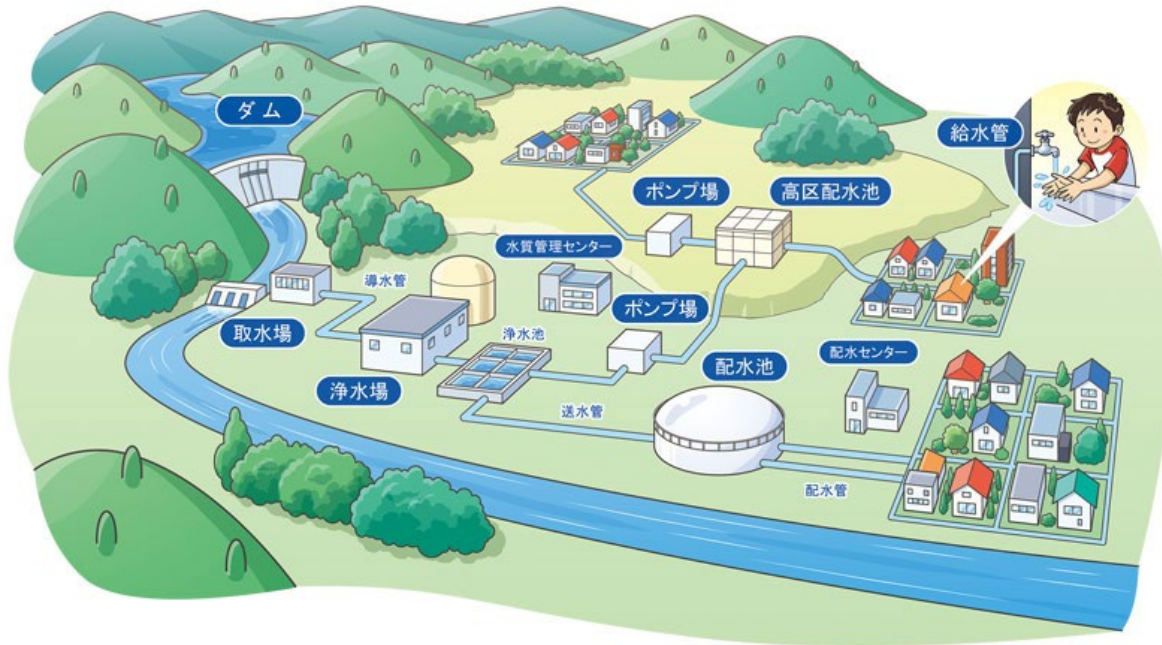 ダム
給水管
ポンプ場
高区配水池
水質管理センター
導水管
ポンプ場
取水場
浄水池
配水池
配水センター
浄水場
送水管
配水管